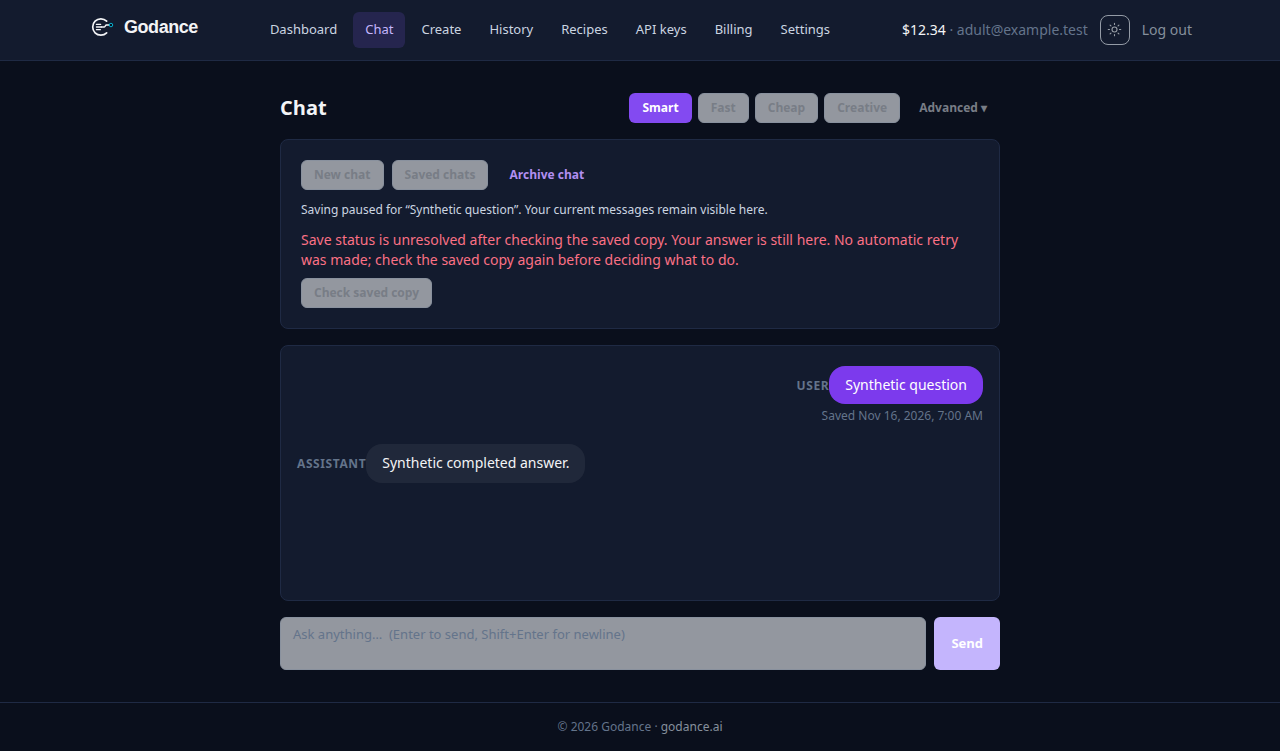 Godance
Dashboard Chat Create History Recipes API keys Billing Settings
$12.34 · adult@example.test Log out
Chat
Smart Fast Cheap Creative Advanced ▾
New chat Saved chats Archive chat
Saving paused for “Synthetic question”. Your current messages remain visible here.
Save status is unresolved after checking the saved copy. Your answer is still here. No automatic retry
was made; check the saved copy again before deciding what to do.
Check saved copy
USER Synthetic question
Saved Nov 16, 2026, 7:00 AM
ASSISTANT Synthetic completed answer.
Ask anything... (Enter to send, Shift+Enter for newline)
Send
© 2026 Godance · godance.ai